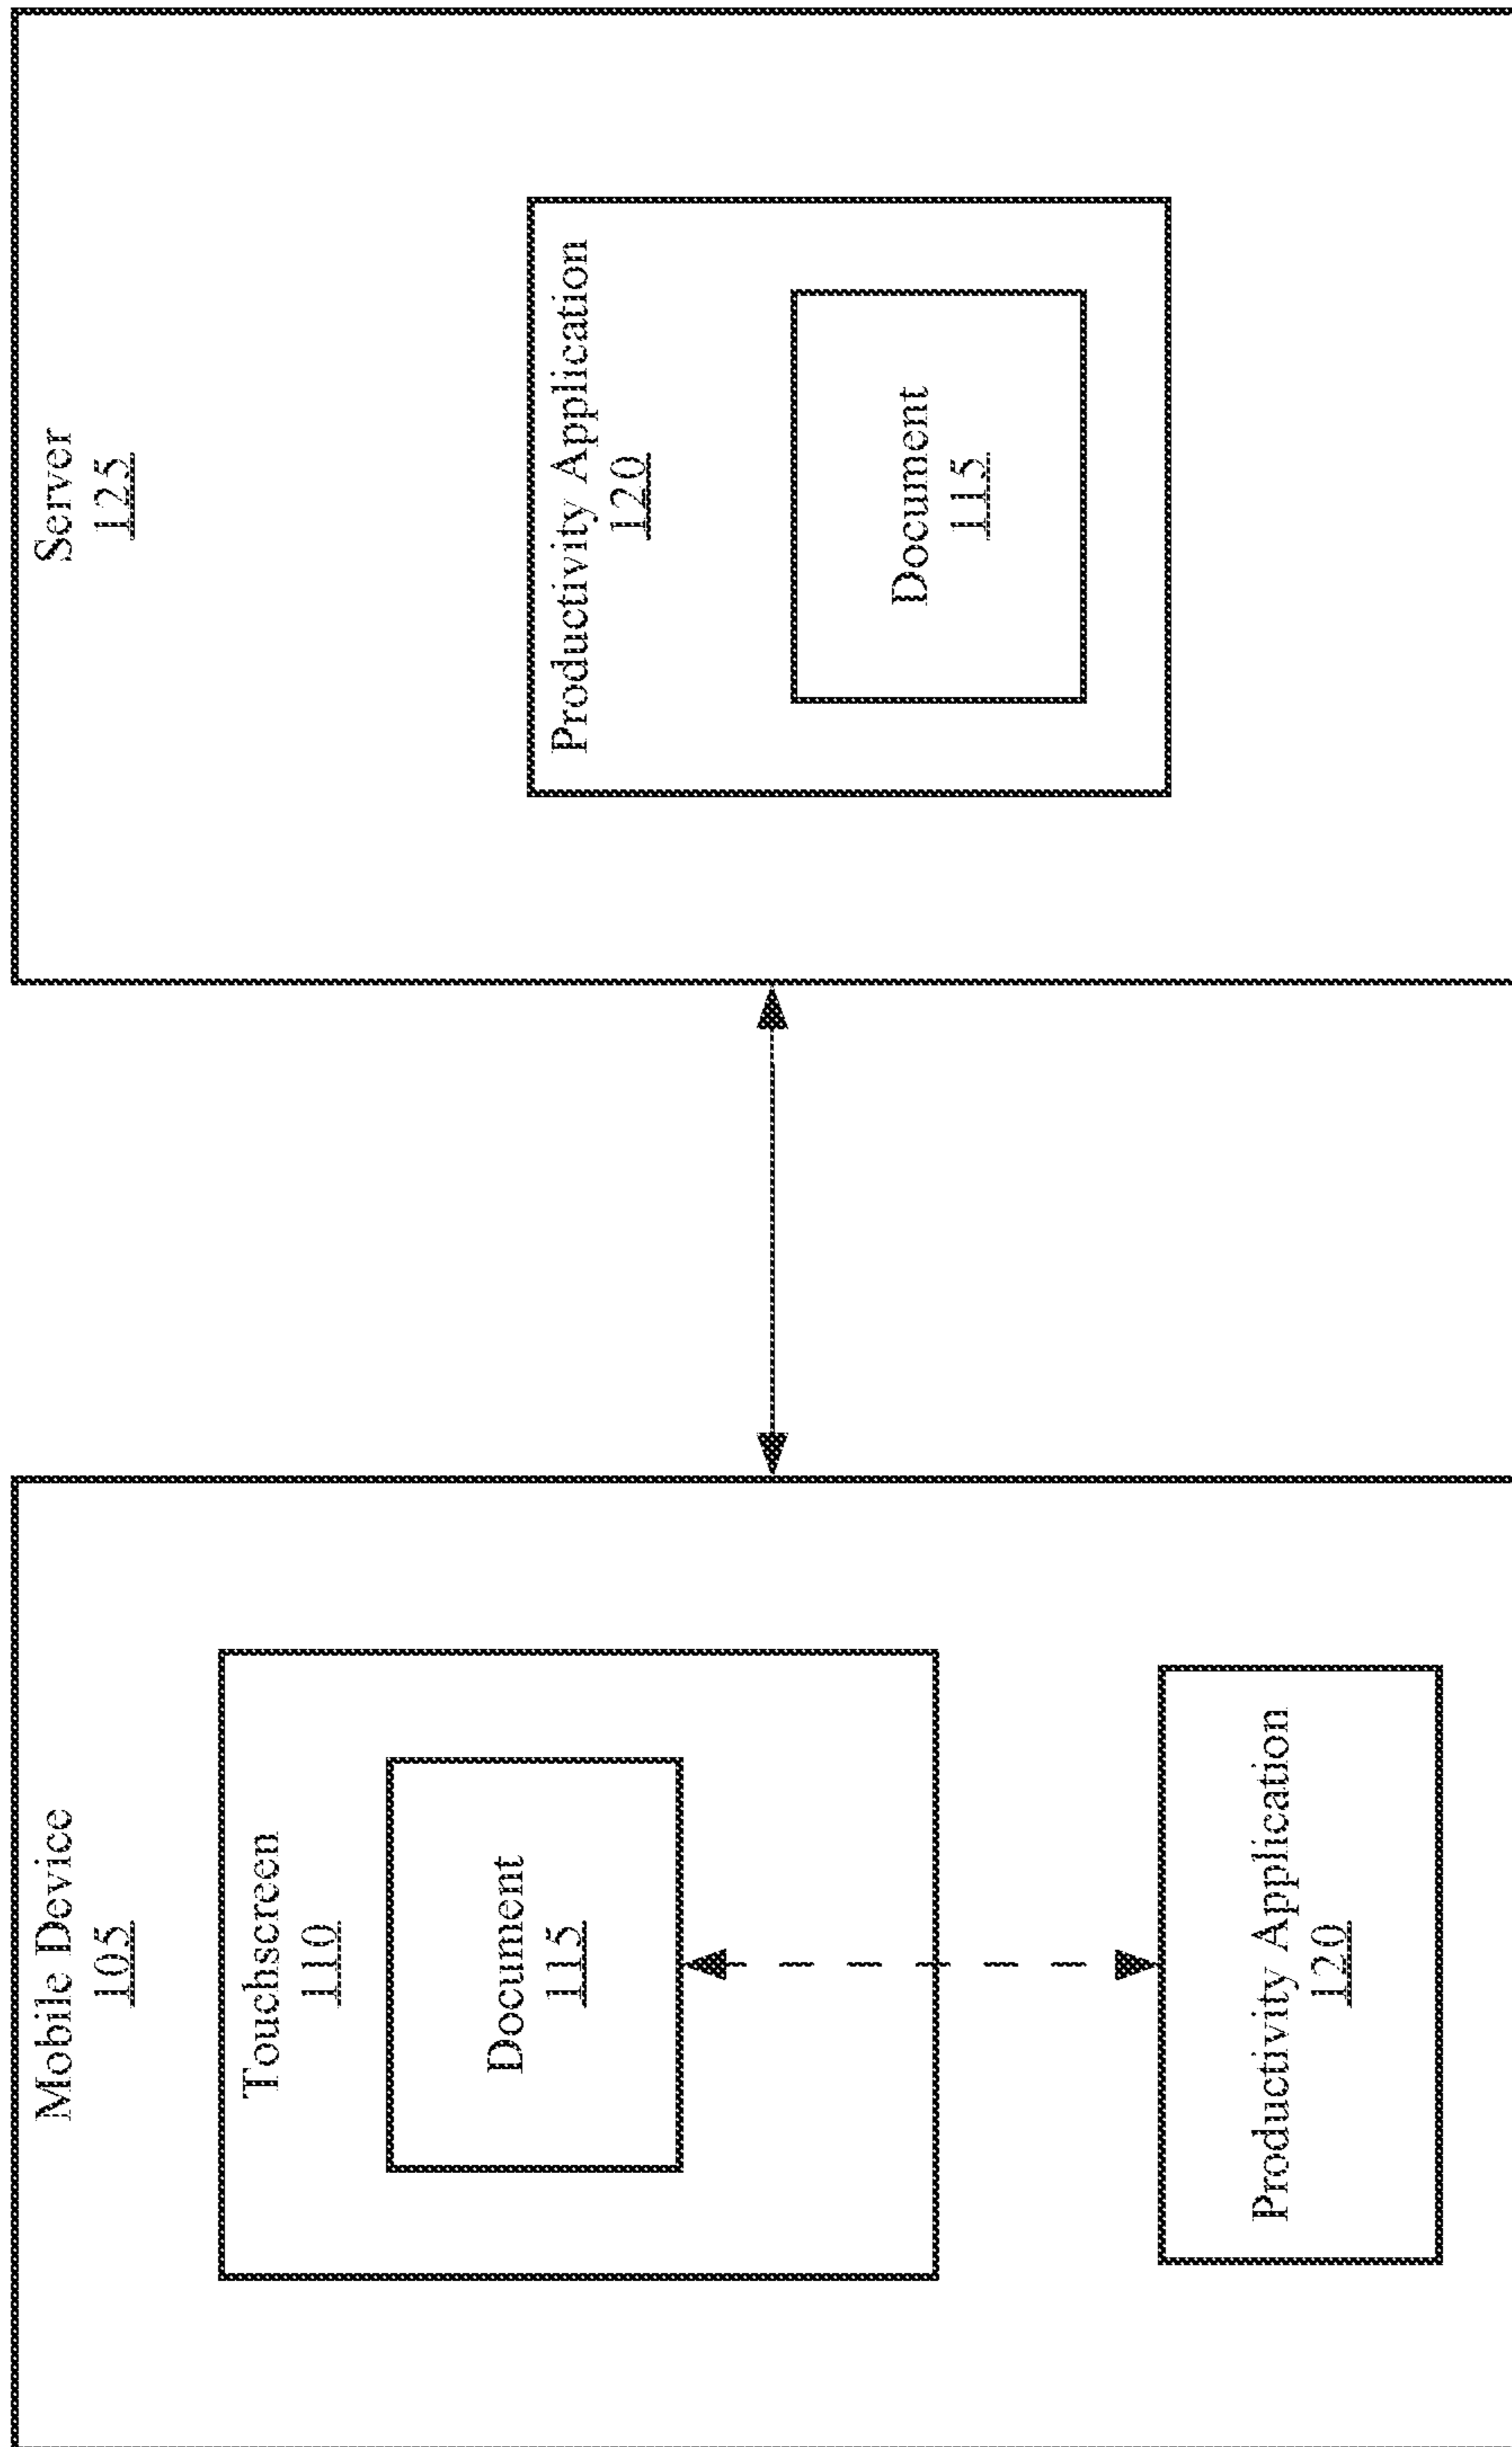 Mobile Device
105
Touchscreen
110
Document
115
Productivity Application
120
Server
125
Productivity Application
120
Document
115